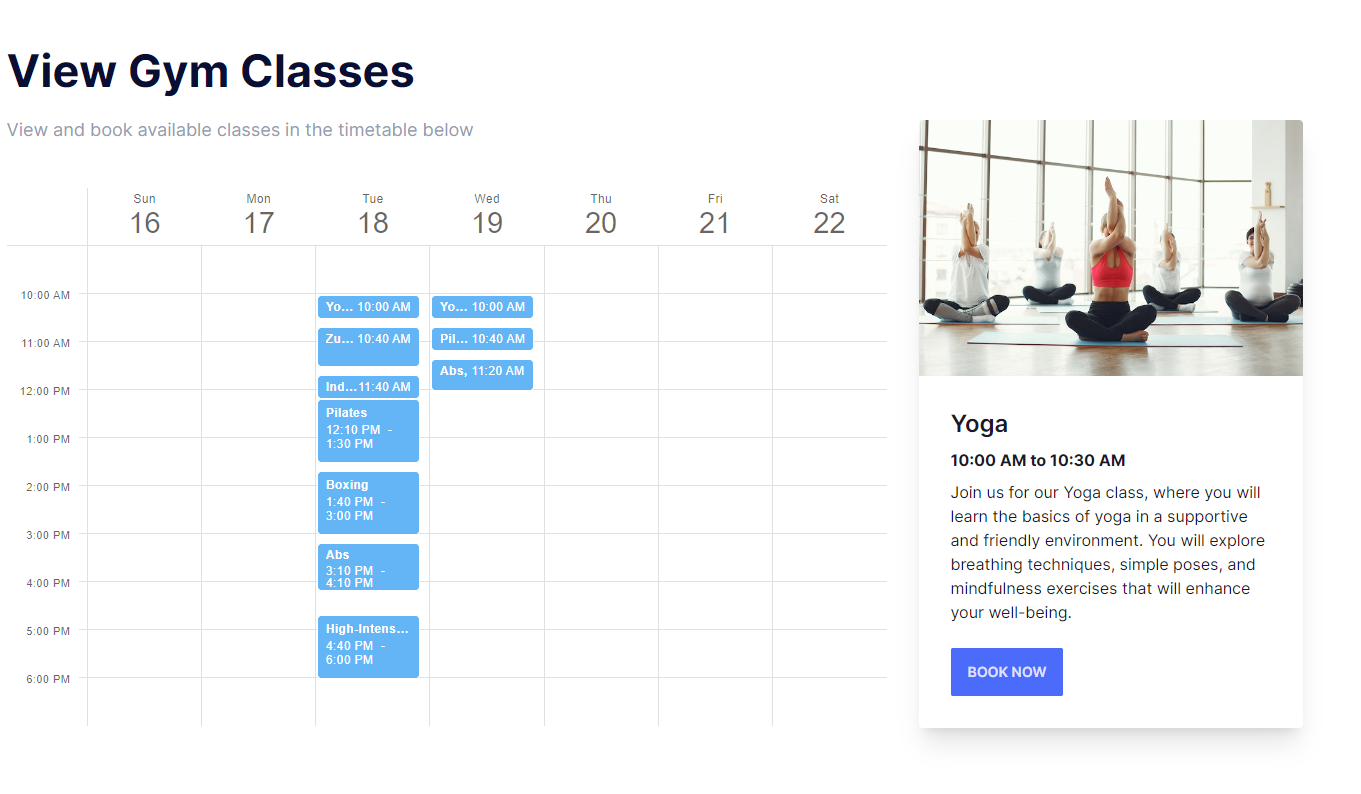 View Gym Classes
View and book available classes in the timetable below
Sun Mon Tue Wed Thu Fri Sat
16 17 18 19 20 21 22
10:00 AM
11:00 AM
12:00 PM
1:00 PM
2:00 PM
3:00 PM
4:00 PM
5:00 PM
6:00 PM
Yo... 10:00 AM
Zu... 10:40 AM
Ind... 11:40 AM
Pilates
12:10 PM -
1:30 PM
Boxing
1:40 PM -
3:00 PM
Abs
3:10 PM -
4:10 PM
High-Intens...
4:40 PM -
6:00 PM
Yo... 10:00 AM
Pil... 10:40 AM
Abs, 11:20 AM
Yoga
10:00 AM to 10:30 AM
Join us for our Yoga class, where you will
learn the basics of yoga in a supportive
and friendly environment. You will explore
breathing techniques, simple poses, and
mindfulness exercises that will enhance
your well-being.
BOOK NOW